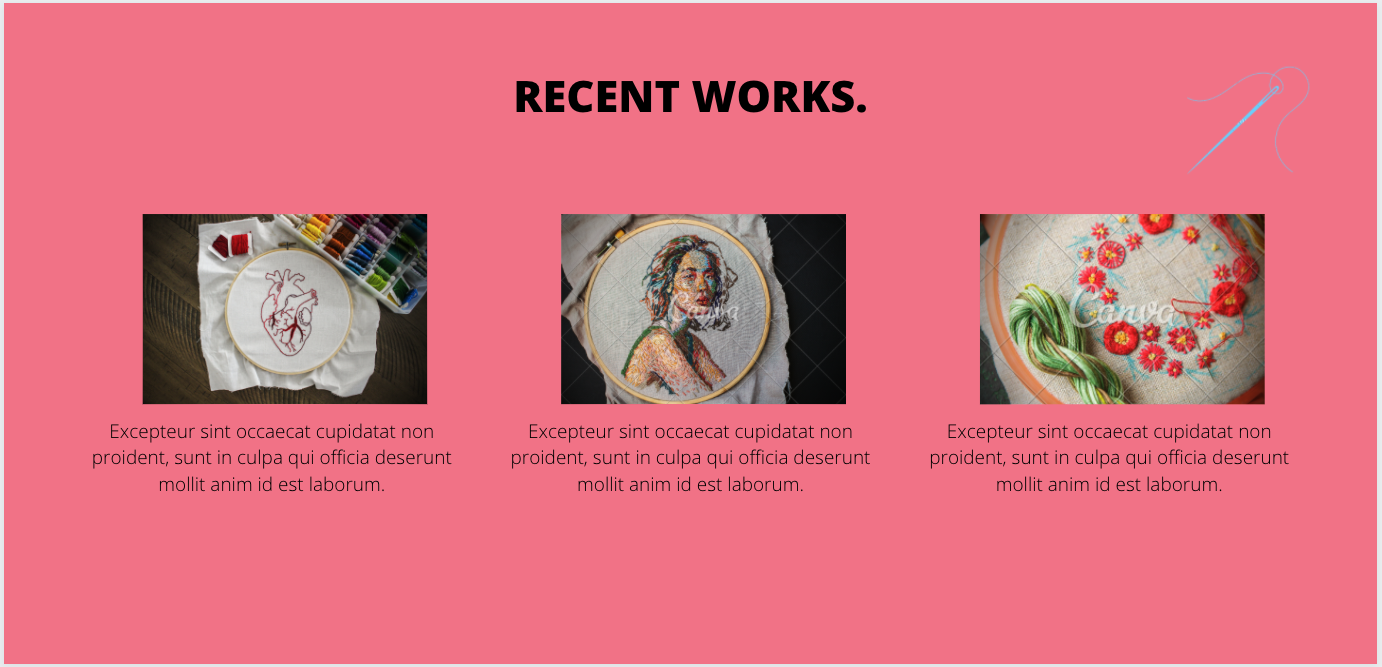 RECENT WORKS.
Canva
Canva
Excepteur sint occaecat cupidatat non
proident, sunt in culpa qui officia deserunt
mollit anim id est laborum.
Excepteur sint occaecat cupidatat non
proident, sunt in culpa qui officia deserunt
mollit anim id est laborum.
Excepteur sint occaecat cupidatat non
proident, sunt in culpa qui officia deserunt
mollit anim id est laborum.